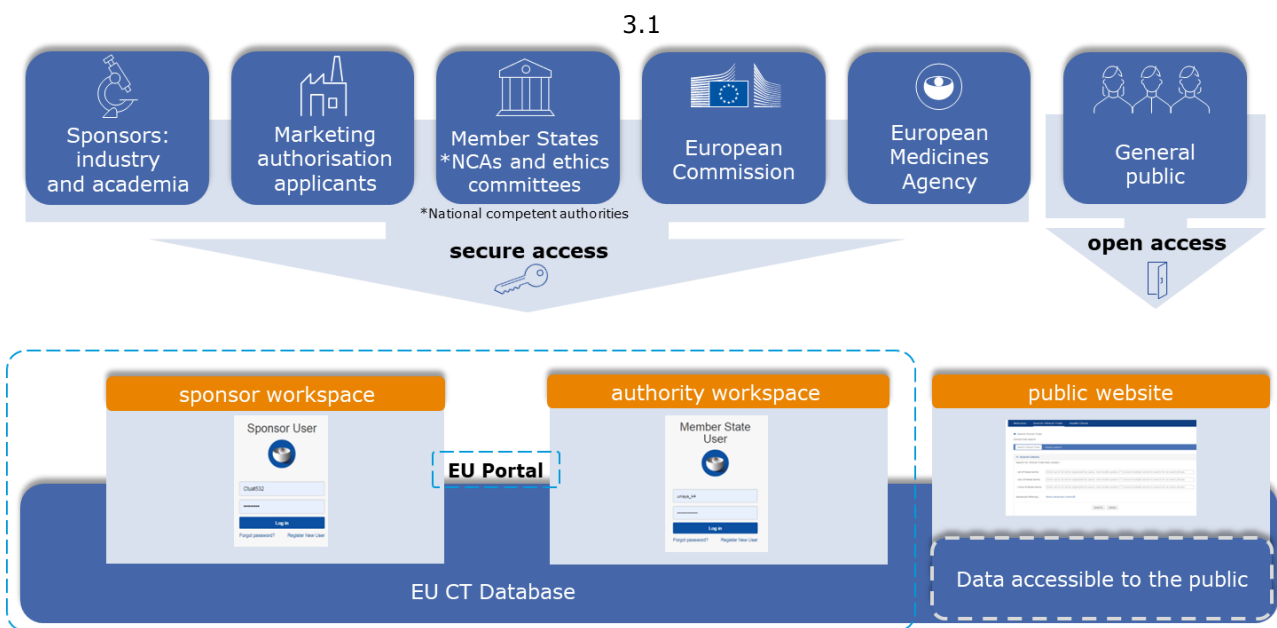 3.1
Sponsors:
industry
and academia
Marketing
authorisation
applicants
Member States
*NCAs and ethics
committees
European
Commission
European
Medicines
Agency
General
public
*National competent authorities
secure access
open access
sponsor workspace
authority workspace
public website
Sponsor User
Member State
User
EU Portal
Log in
Forgot password? Register New User
Log in
Forgot password? Register New User
EU CT Database
Data accessible to the public